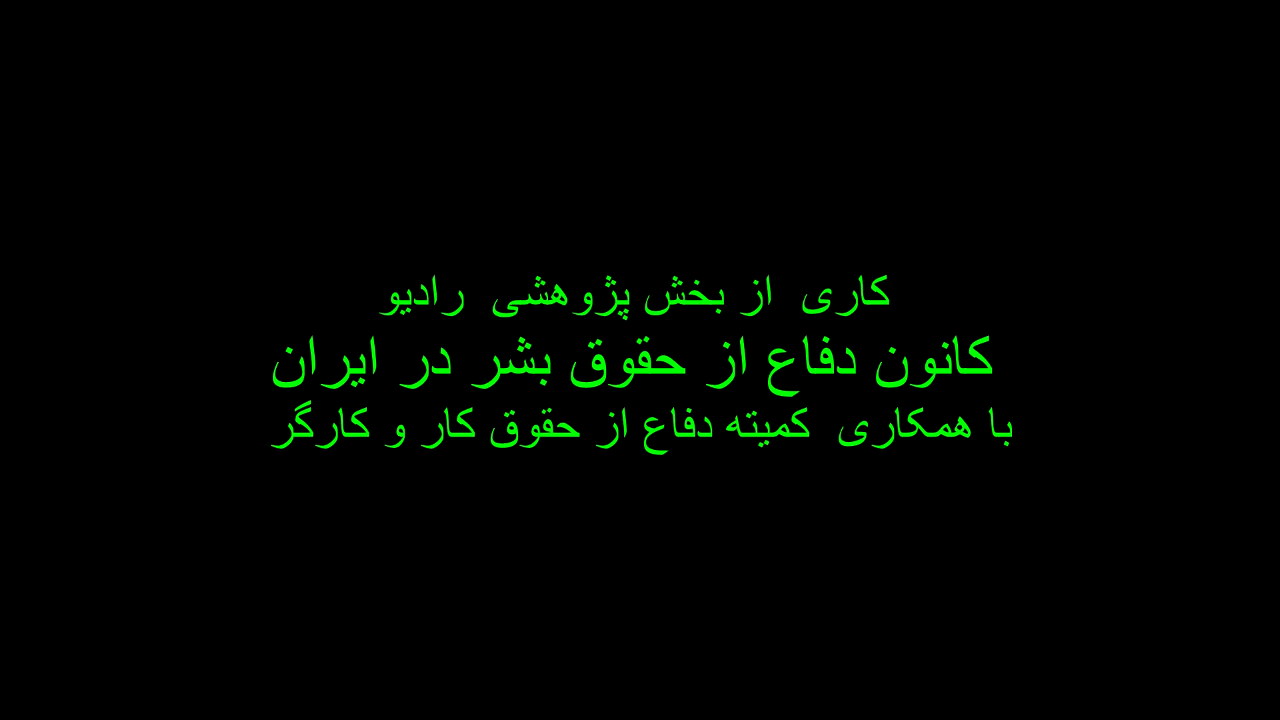 کاری از بخش پژوهشی رادیو
کانون دفاع از حقوق بشر در ایران
با همکاری کمیته دفاع از حقوق کار و کارگر